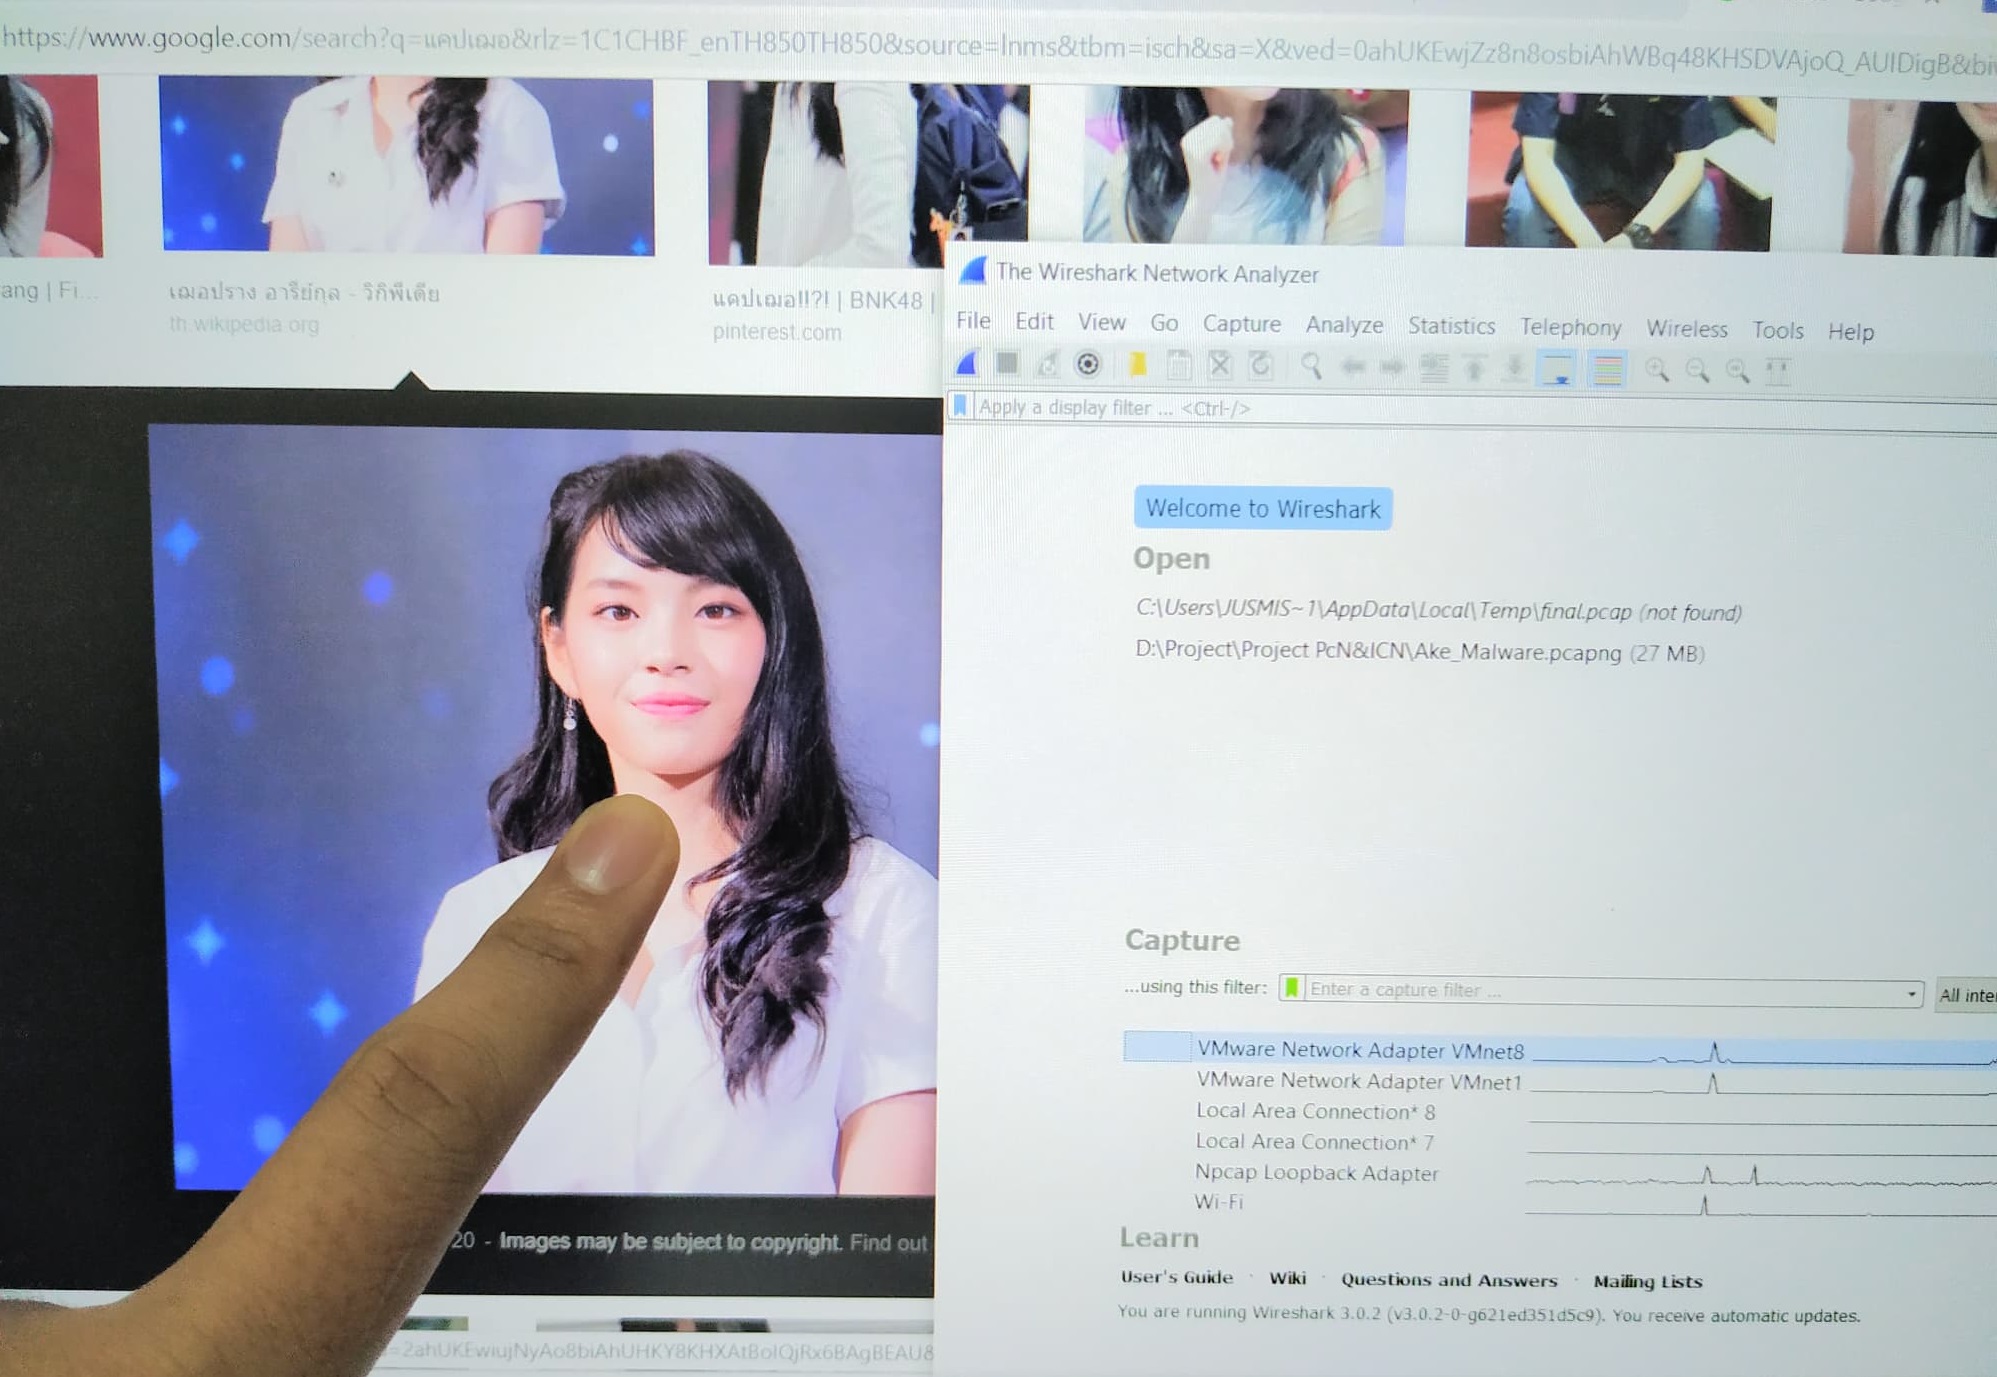 https://www.google.com/search?q=แคปเฌอ&rlz=1C1CHBF_enTH850TH850&source=lnms&tbm=isch&sa=X&ved=0ahUKEwjZz8n8osbiAhWBq48KHSDVAjoQ_AUIDigB&bi
ang | Fi...
เฌอปราง อารีย์กุล - วิกิพีเดีย
th.wikipedia.org
แคปเฌอ!!?! | BNK48 |
pinterest.com
The Wireshark Network Analyzer
File Edit View Go Capture Analyze Statistics Telephony Wireless Tools Help
Apply a display filter ... <Ctrl-/>
Welcome to Wireshark
Open
C:\Users\JUSMIS~1\AppData\Local\Temp\final.pcap (not found)
D:\Project\Project PcN&ICN\Ake_Malware.pcapng (27 MB)
Capture
...using this filter: Enter a capture filter ... All inte
VMware Network Adapter VMnet8
VMware Network Adapter VMnet1
Local Area Connection* 8
Local Area Connection* 7
Npcap Loopback Adapter
Wi-Fi
20 - Images may be subject to copyright. Find out
Learn
User's Guide · Wiki · Questions and Answers · Mailing Lists
You are running Wireshark 3.0.2 (v3.0.2-0-g621ed351d5c9). You receive automatic updates.
=2ahUKEwiujNyAo8biAhUHKY8KHXAtBoIQjRx6BAgBEAU8